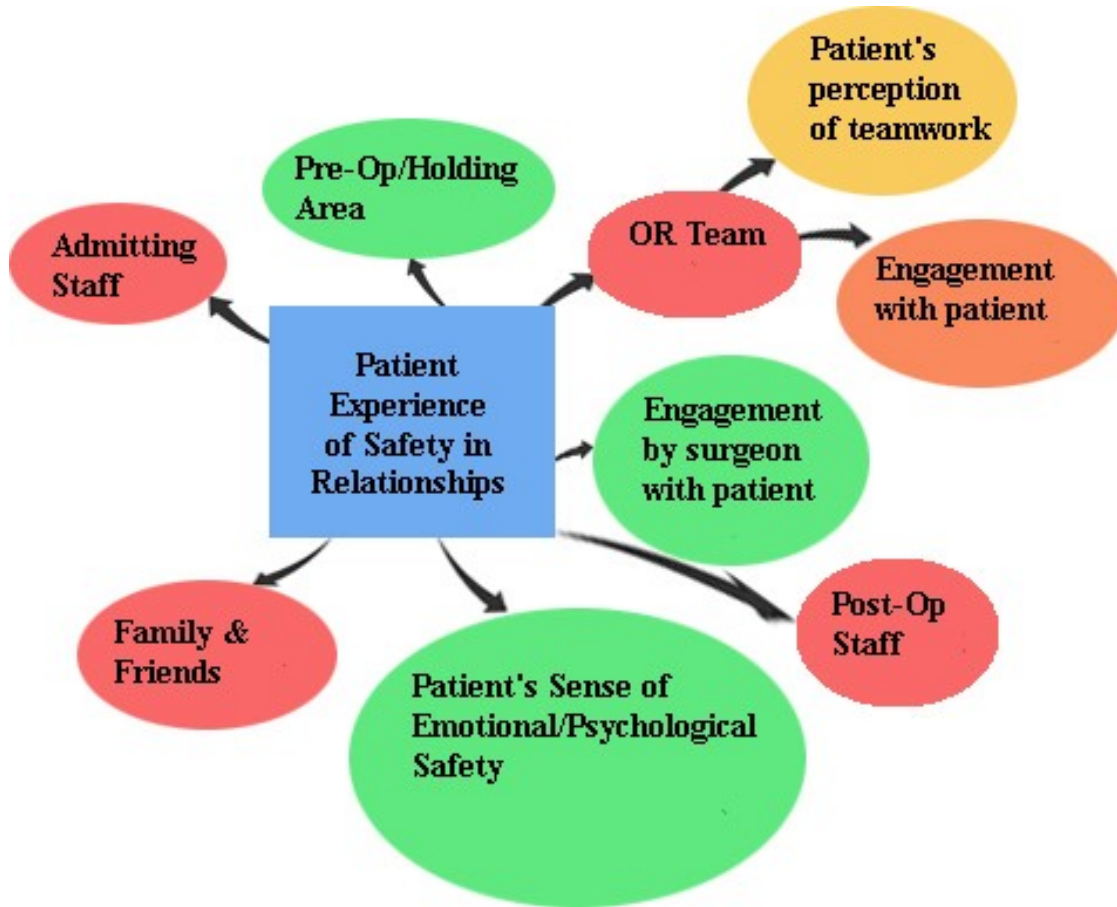 Patient's
perception
of teamwork
Pre-Op/Holding
Area
OR Team
Admitting
Staff
Engagement
with patient
Patient
Experience
of Safety in
Relationships
Engagement
by surgeon
with patient
Family &
Friends
Post-Op
Staff
Patient's Sense of
Emotional/Psychological
Safety